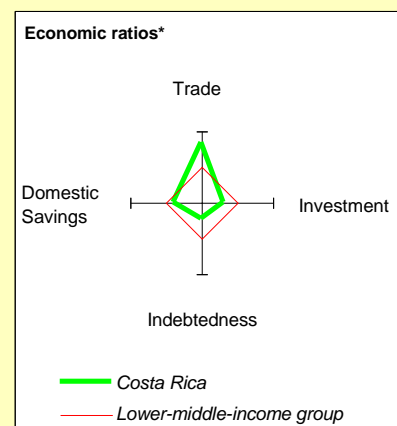 Economic ratios*
Trade
Domestic
Savings
Investment
Indebtedness
Costa Rica
Lower-middle-income group